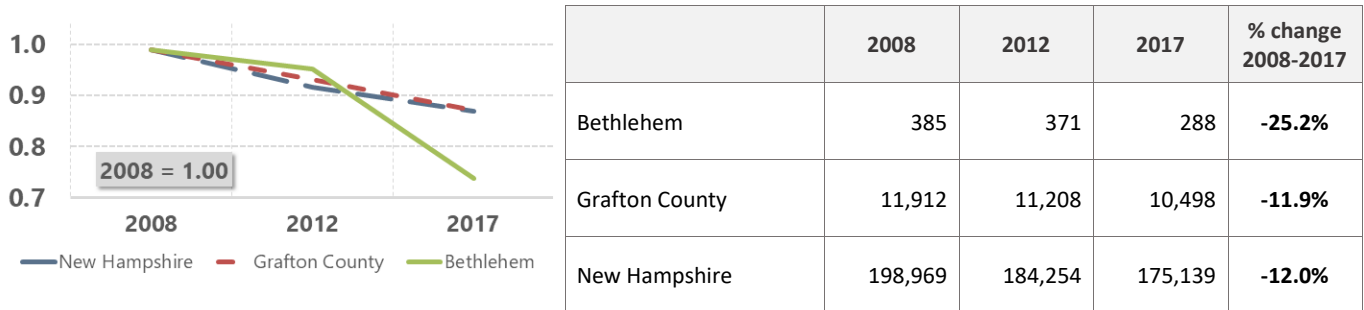 1.0
0.9
0.8
0.7
2008 = 1.00
2008 2012 2017
New Hampshire Grafton County Bethlehem
2008 2012 2017 % change
2008-2017
Bethlehem 385 371 288 -25.2%
Grafton County 11,912 11,208 10,498 -11.9%
New Hampshire 198,969 184,254 175,139 -12.0%